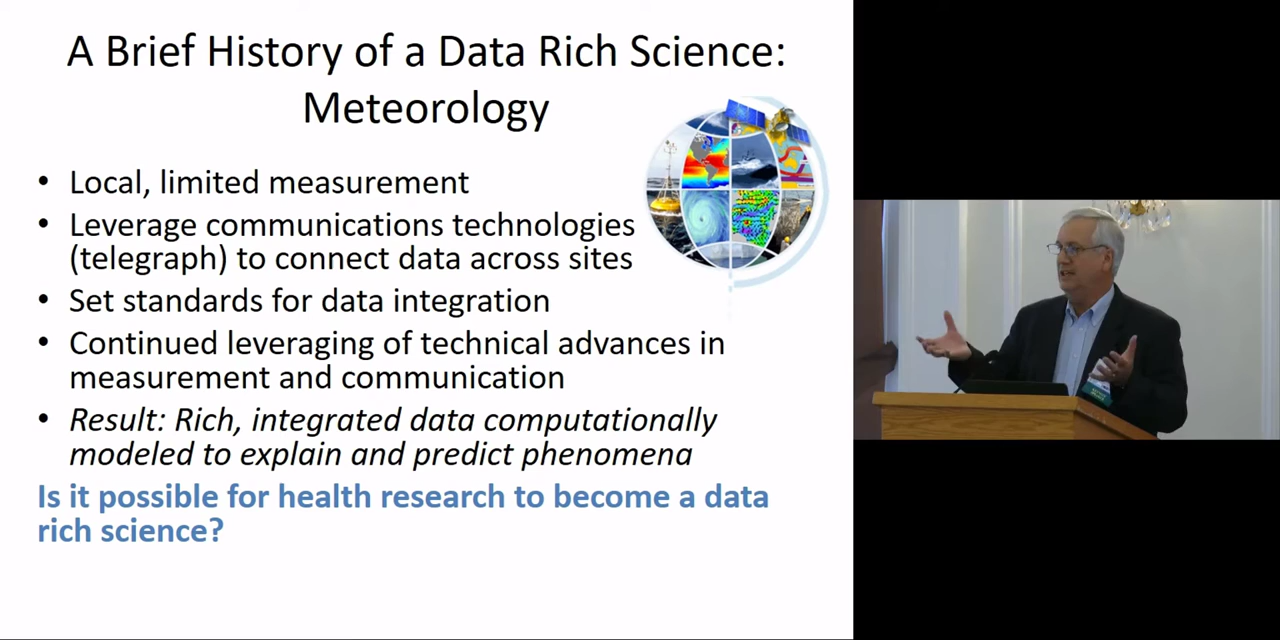 A Brief History of a Data Rich Science:
Meteorology
• Local, limited measurement
• Leverage communications technologies
(telegraph) to connect data across sites
• Set standards for data integration
• Continued leveraging of technical advances in
measurement and communication
• Result: Rich, integrated data computationally
modeled to explain and predict phenomena
Is it possible for health research to become a data
rich science?